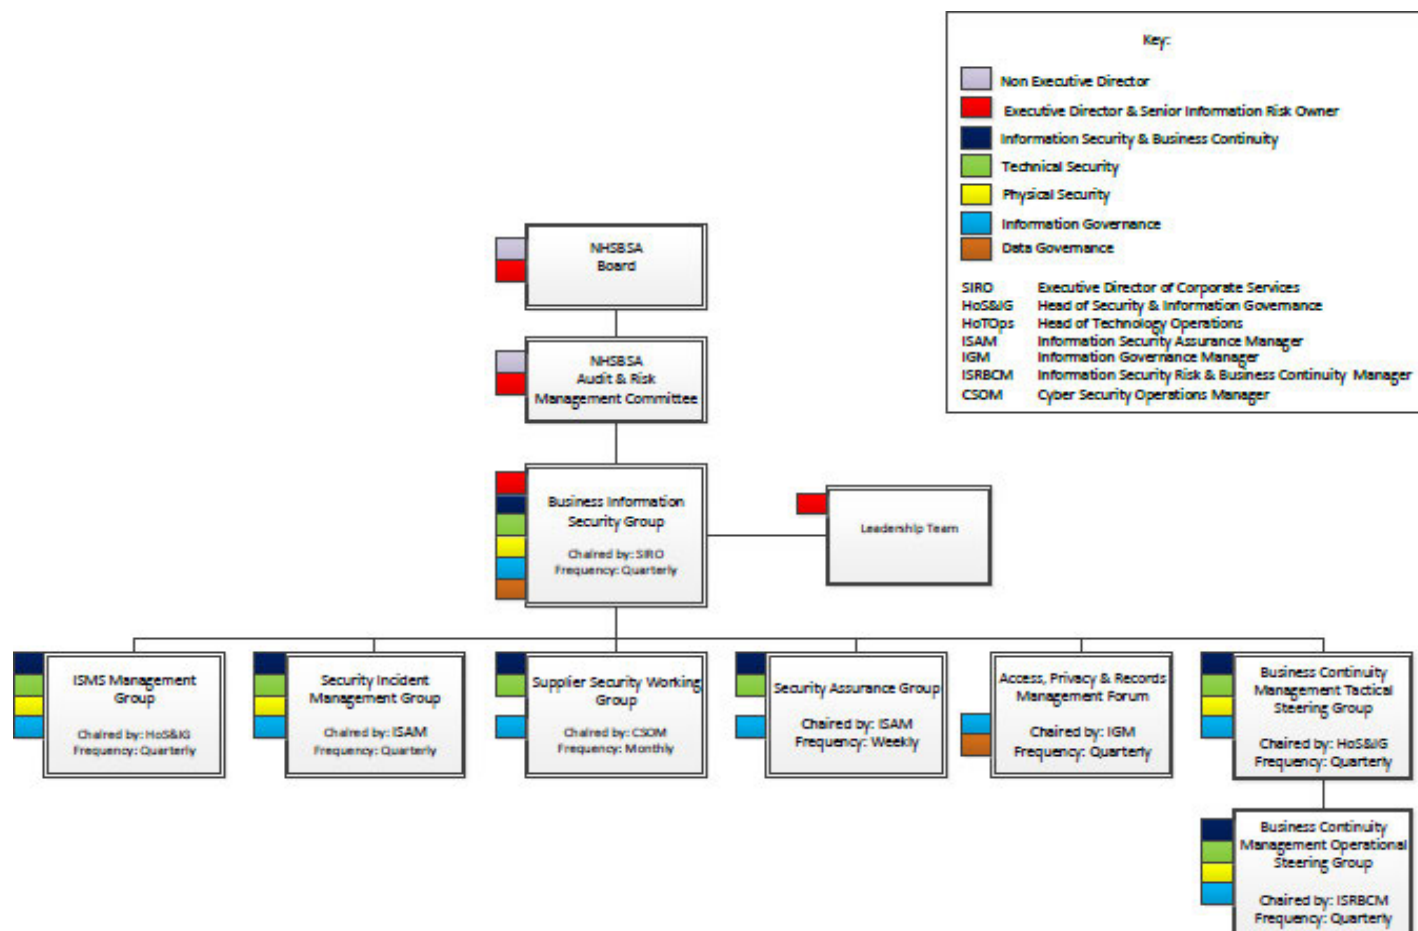 Key:
Non Executive Director
Executive Director & Senior Information Risk Owner
Information Security & Business Continuity
Technical Security
Physical Security
Information Governance
Data Governance
SIRO Executive Director of Corporate Services
HoS&IG Head of Security & Information Governance
HoTOps Head of Technology Operations
ISAM Information Security Assurance Manager
IGM Information Governance Manager
ISRBCM Information Security Risk & Business Continuity Manager
CSOM Cyber Security Operations Manager
NHSBSA
Board
NHSBSA
Audit & Risk
Management Committee
Business Information
Security Group
Chaired by: SIRO
Frequency: Quarterly
Leadership Team
ISMS Management
Group
Chaired by: HoS&IG
Frequency: Quarterly
Security Incident
Management Group
Chaired by: ISAM
Frequency: Quarterly
Supplier Security Working
Group
Chaired by: CSOM
Frequency: Monthly
Security Assurance Group
Chaired by: ISAM
Frequency: Weekly
Access, Privacy & Records
Management Forum
Chaired by: IGM
Frequency: Quarterly
Business Continuity
Management Tactical
Steering Group
Chaired by: HoS&IG
Frequency: Quarterly
Business Continuity
Management Operational
Steering Group
Chaired by: ISRBCM
Frequency: Quarterly